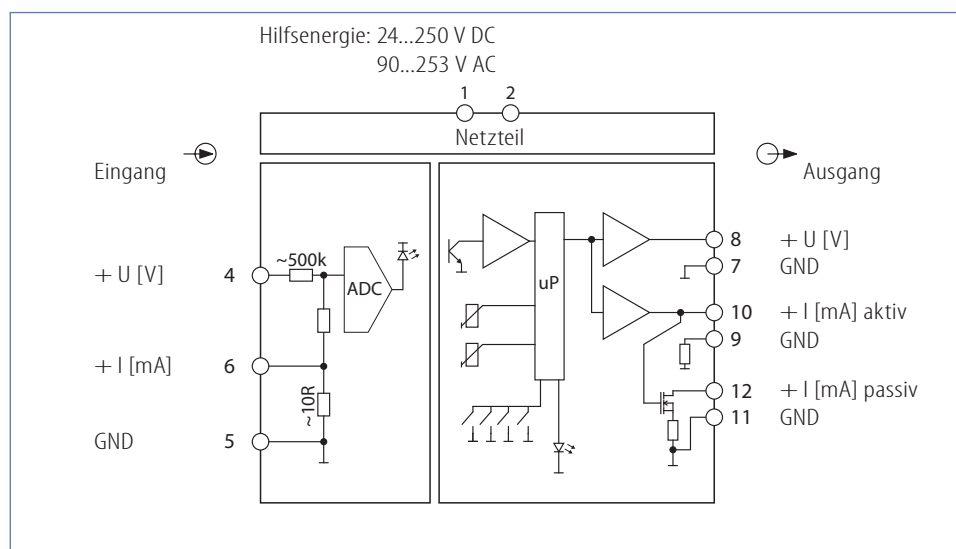 Hilfsenergie: 24...250 V DC
90...253 V AC
1 2
Netzteil
Eingang
Ausgang
+ U [V] 4 ~500k
ADC
uP
8 + U [V]
7 GND
10 + I [mA] aktiv
9 GND
+ I [mA] 6
~10R
12 + I [mA] passiv
11 GND
GND 5